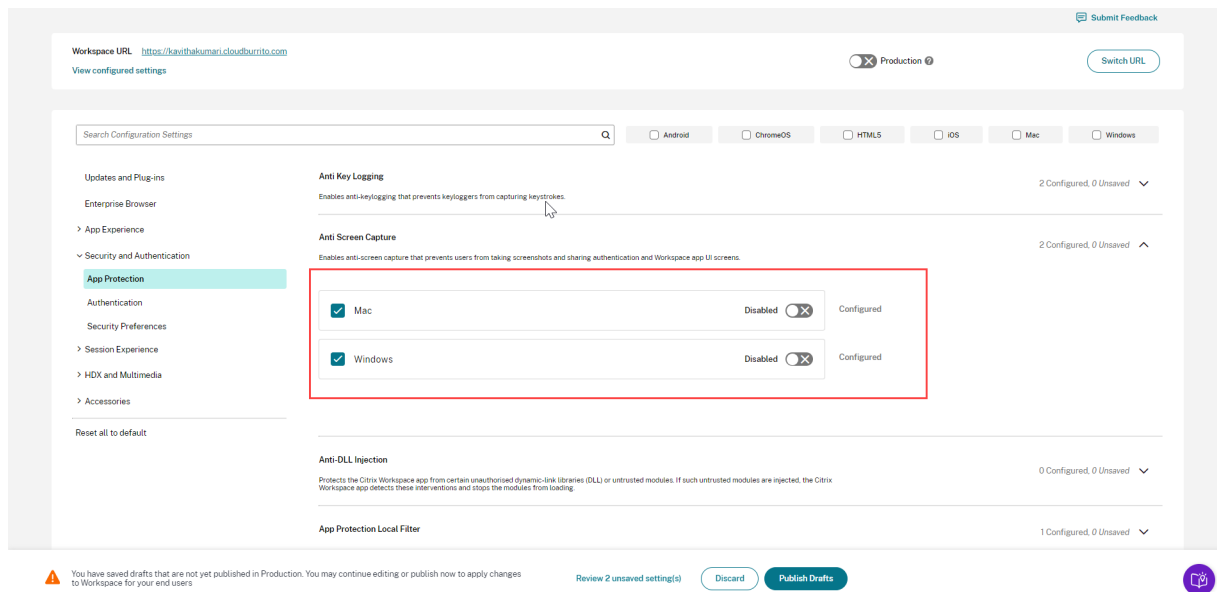 Submit Feedback
Workspace URL https://kavithakumari.cloudburrito.com
View configured settings
Production
Switch URL
Search Configuration Settings
Android
ChromeOS
HTML5
iOS
Mac
Windows
Updates and Plug-ins
Enterprise Browser
App Experience
Security and Authentication
App Protection
Authentication
Security Preferences
Session Experience
HDX and Multimedia
Accessories
Reset all to default
Anti Key Logging
Enables anti-keylogging that prevents keyloggers from capturing keystrokes.
2 Configured, 0 Unsaved
Anti Screen Capture
Enables anti-screen capture that prevents users from taking screenshots and sharing authentication and Workspace app UI screens.
2 Configured, 0 Unsaved
Mac Disabled Configured
Windows Disabled Configured
Anti-DLL Injection
Protects the Citrix Workspace app from certain unauthorised dynamic-link libraries (DLL) or untrusted modules. If such untrusted modules are injected, the Citrix
Workspace app detects these interventions and stops the modules from loading.
0 Configured, 0 Unsaved
App Protection Local Filter
1 Configured, 0 Unsaved
You have saved drafts that are not yet published in Production. You may continue editing or publish now to apply changes
to Workspace for your end users
Review 2 unsaved setting(s)
Discard
Publish Drafts